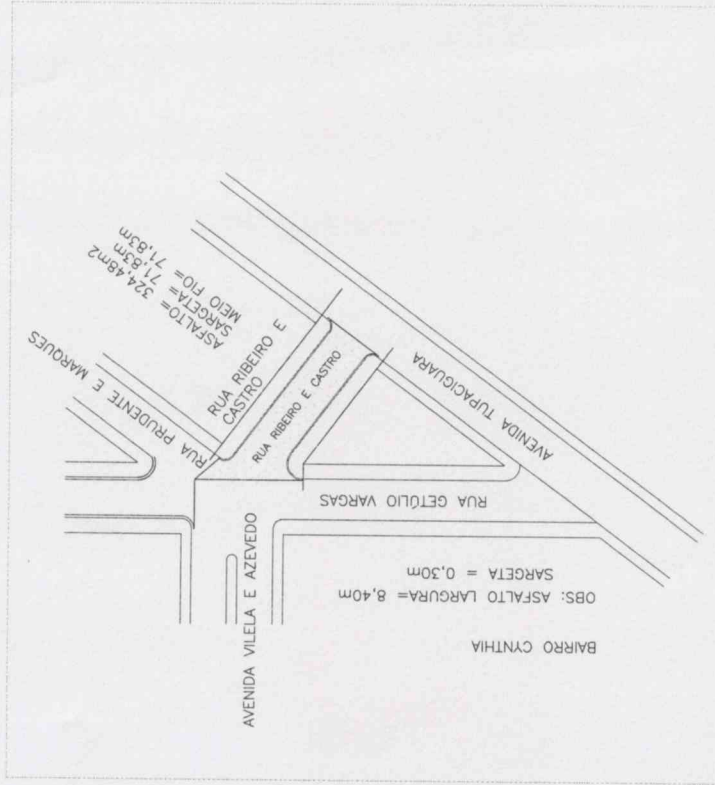 BAIRRO CYNTHIA
OBS: ASFALTO LARGURA= 8,40m
SARGETA = 0,30m
AVENIDA VILELA E AZEVEDO
RUA GETÚLIO VARGAS
AVENIDA TUPACIGUARA
RUA RIBEIRO E CASTRO
RUA RIBEIRO E
CASTRO
RUA PRUDENTE E MARQUES
ASFALTO= 324,48m2
SARGETA= 71,83m
MEIO FIO= 71,83m